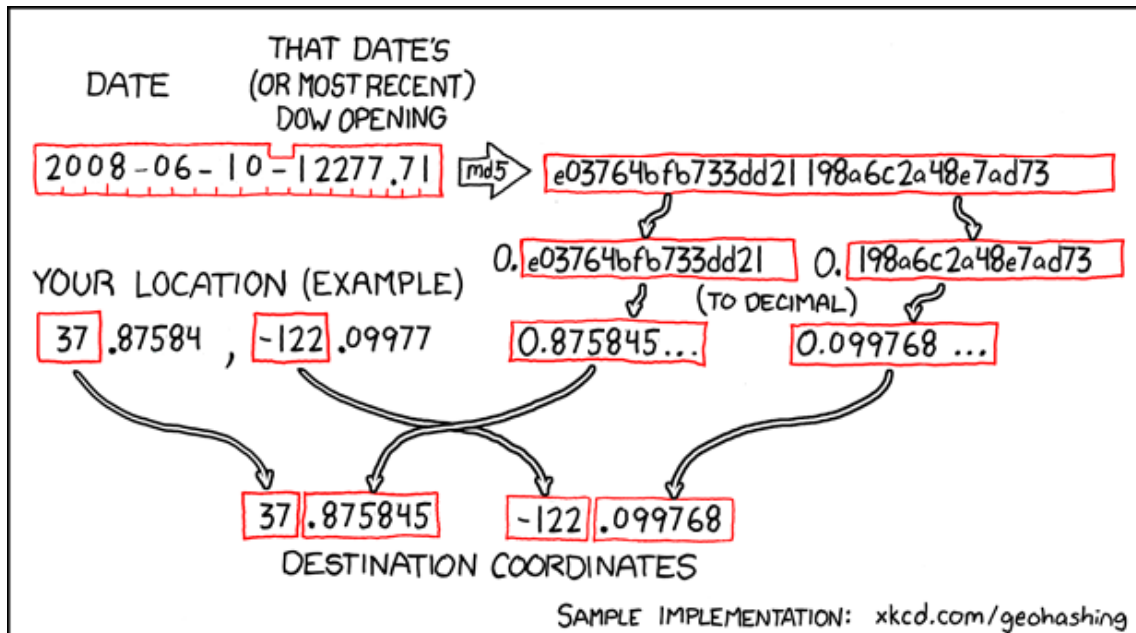 DATE
THAT DATE'S
(OR MOST RECENT)
DOW OPENING
2008-06-10-12277.71
md5
e03764bfb733dd21198a6c2a48e7ad73
0.e03764bfb733dd21
0.198a6c2a48e7ad73
(TO DECIMAL)
0.875845...
0.099768 ...
YOUR LOCATION (EXAMPLE)
37.87584, -122.09977
37.875845
-122.099768
DESTINATION COORDINATES
SAMPLE IMPLEMENTATION: xkcd.com/geohashing